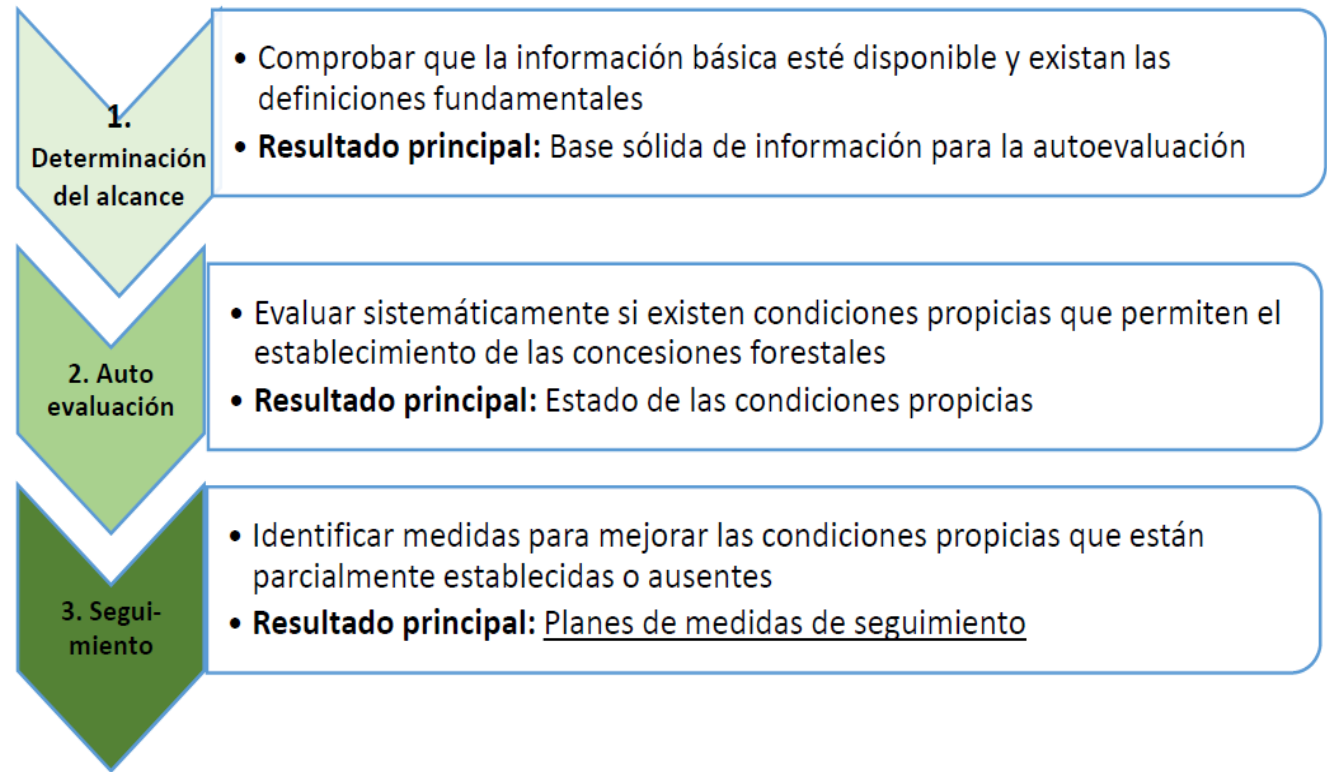 1.
Determinación
del alcance
• Comprobar que la información básica esté disponible y existan las
definiciones fundamentales
• Resultado principal: Base sólida de información para la autoevaluación
2. Auto
evaluación
• Evaluar sistemáticamente si existen condiciones propicias que permiten el
establecimiento de las concesiones forestales
• Resultado principal: Estado de las condiciones propicias
3. Segui-
miento
• Identificar medidas para mejorar las condiciones propicias que están
parcialmente establecidas o ausentes
• Resultado principal: Planes de medidas de seguimiento